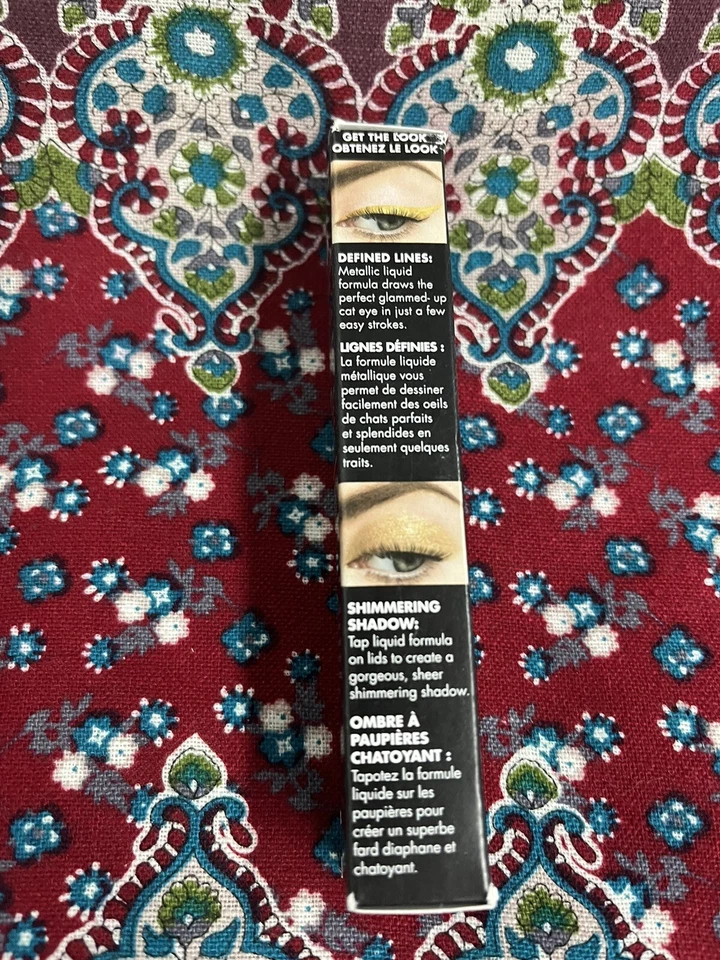 GET THE LOOK
OBTENEZ LE LOOK
DEFINED LINES:
Metallic liquid
formula draws the
perfect glammed- up
cat eye in just a few
easy strokes.
LIGNES DÉFINIES :
La formule liquide
métallique vous
permet de dessiner
facilement des oeils
de chats parfaits
et splendides en
seulement quelques
traits.
SHIMMERING
SHADOW:
Tap liquid formula
on lids to create a
gorgeous, sheer
shimmering shadow.
OMBRE À
PAUPIÈRES
CHATOYANT :
Tapotez la formule
liquide sur les
paupières pour
créer un superbe
fard diaphane et
chatoyant.